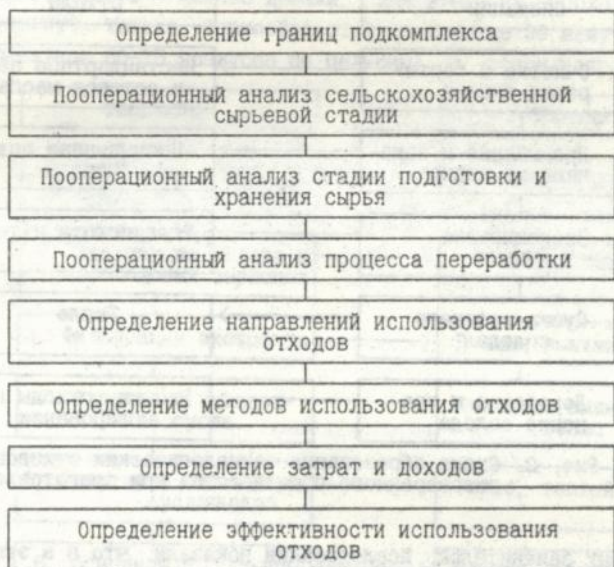 Определение границ подкомплекса
Пооперационный анализ сельскохозяйственной
сырьевой стадии
Пооперационный анализ стадии подготовки и
хранения сырья
Пооперационный анализ процесса переработки
Определение направлений использования
отходов
Определение методов использования отходов
Определение затрат и доходов
Определение эффективности использования
отходов